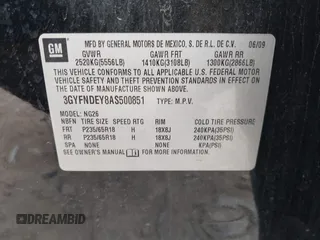 GM
MFD BY GENERAL MOTORS DE MEXICO, S. DE R.L. DE C.V. 06/09
GVWR GAWR FRT GAWR RR
2520KG(5556LB) 1410KG(3108LB) 1300KG(2866LB)
THIS VEHICLE CONFORMS TO ALL APPLICABLE U.S. FEDERAL MOTOR
VEHICLE SAFETY AND THEFT PREVENTION STANDARDS IN EFFECT
ON THE DATE OF MANUFACTURE SHOWN ABOVE.
3GYFNDEY8AS500851 TYPE: M.P.V.
MODEL: NG26
NBFN TIRE SIZE SPEED RTG RIM COLD TIRE PRESSURE
FRT P235/65R18 H 18X8J 240KPA(35PSI)
RR P235/65R18 H 18X8J 240KPA(35PSI)
SPA NONE NONE KPA(PSI)
SEE OWNER'S MANUAL FOR MORE INFORMATION.
DREAMBID